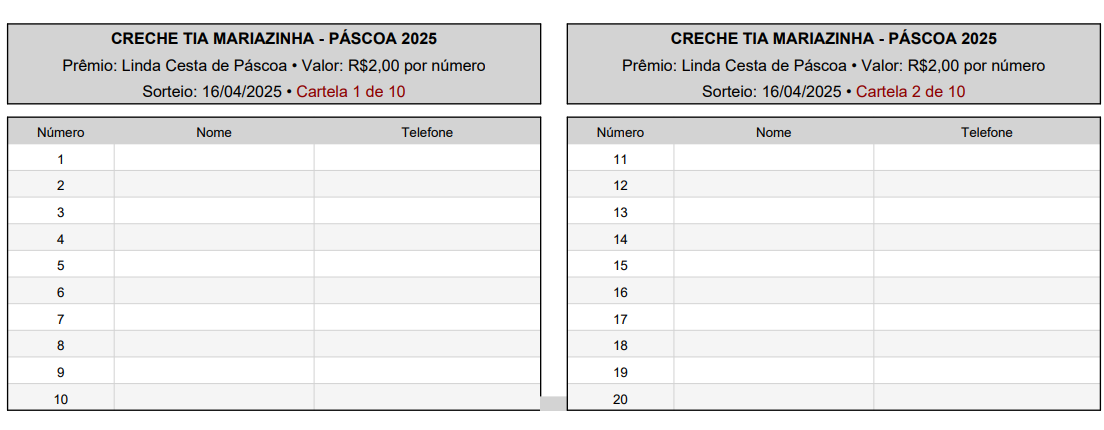 CRECHE TIA MARIAZINHA - PÁSCOA 2025
Prêmio: Linda Cesta de Páscoa • Valor: R$2,00 por número
Sorteio: 16/04/2025 • Cartela 1 de 10
Número Nome Telefone
1
2
3
4
5
6
7
8
9
10
CRECHE TIA MARIAZINHA - PÁSCOA 2025
Prêmio: Linda Cesta de Páscoa • Valor: R$2,00 por número
Sorteio: 16/04/2025 • Cartela 2 de 10
Número Nome Telefone
11
12
13
14
15
16
17
18
19
20